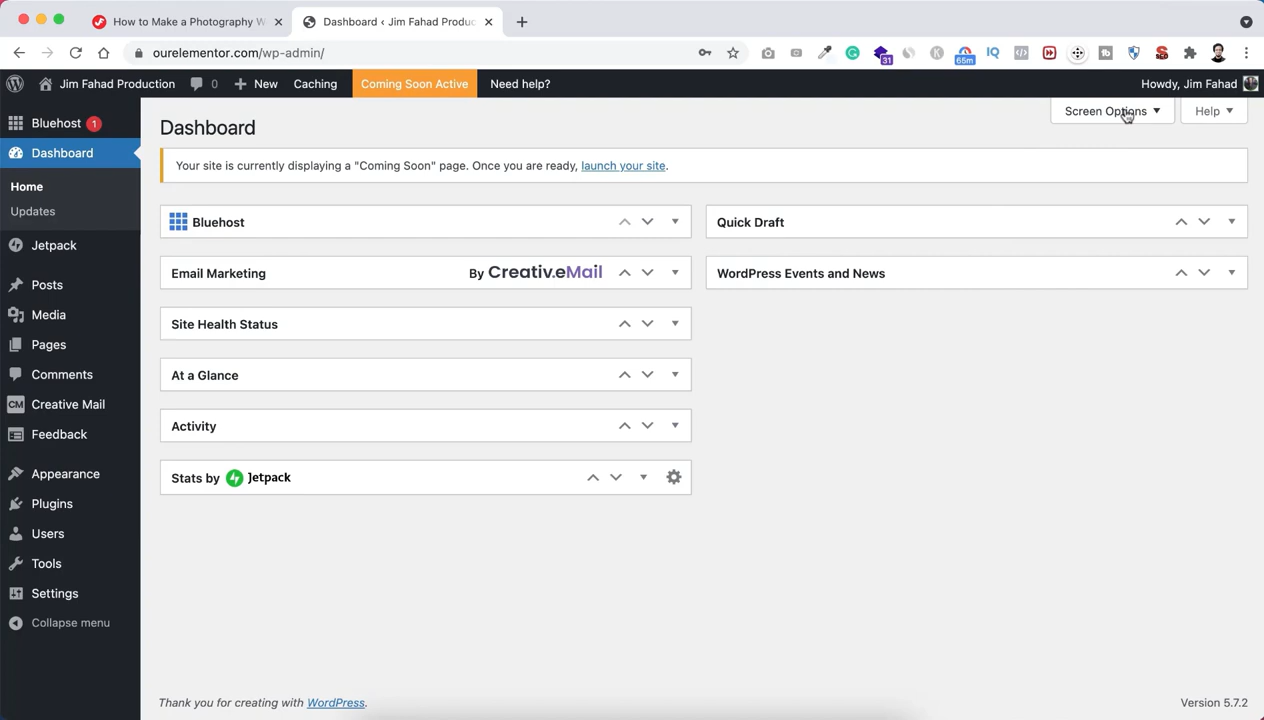 How to Make a Photography W
Dashboard ‹ Jim Fahad Produc
ourelementor.com/wp-admin/
31
65m
IQ
Jim Fahad Production
0
New
Caching
Coming Soon Active
Need help?
Howdy, Jim Fahad
Bluehost 1
Dashboard
Home
Updates
Jetpack
Posts
Media
Pages
Comments
CM Creative Mail
Feedback
Appearance
Plugins
Users
Tools
Settings
Collapse menu
Screen Options
Help
Dashboard
Your site is currently displaying a "Coming Soon" page. Once you are ready, launch your site.
Bluehost
Email Marketing
By Creativ.eMail
Site Health Status
At a Glance
Activity
Stats by Jetpack
Quick Draft
WordPress Events and News
Thank you for creating with WordPress.
Version 5.7.2